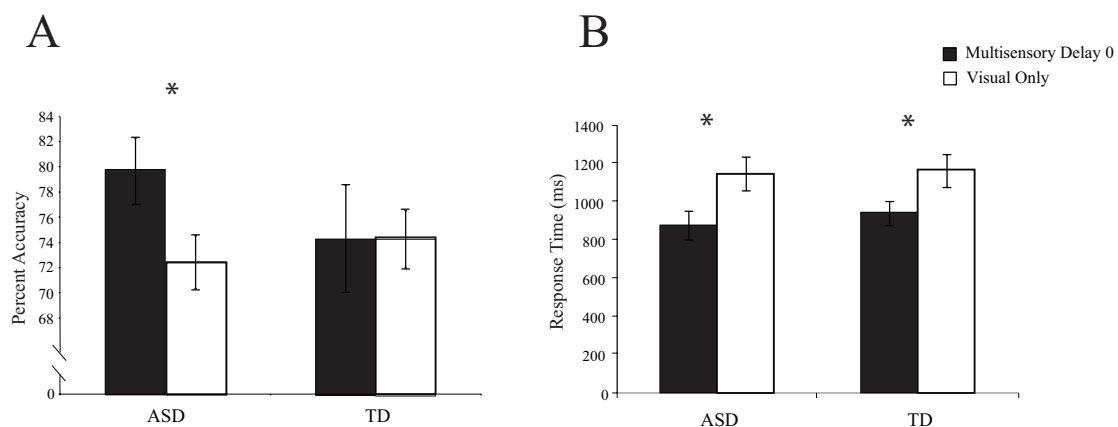 A
B
Multisensory Delay 0
Visual Only
*
*
*
84
82
80
78
76
74
72
70
68
0
Percent Accuracy
ASD
TD
1400
1200
1000
800
600
400
200
0
Response Time (ms)
ASD
TD